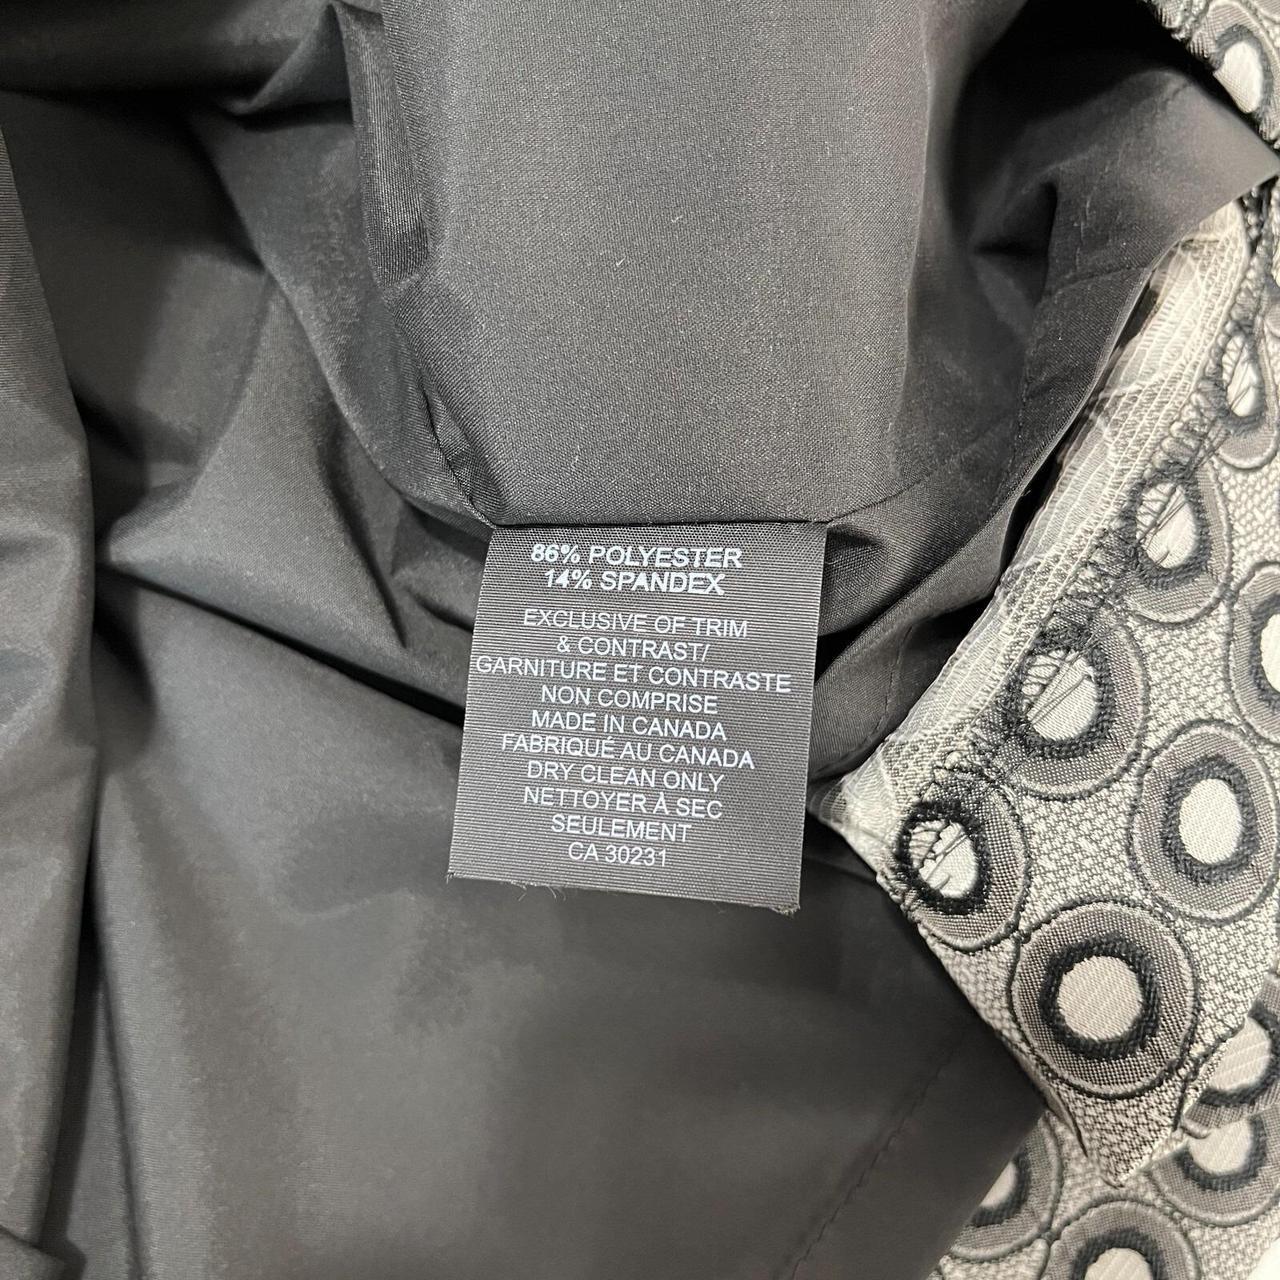 86% POLYESTER
14% SPANDEX
EXCLUSIVE OF TRIM
& CONTRAST/
GARNITURE ET CONTRASTE
NON COMPRISE
MADE IN CANADA
FABRIQUÉ AU CANADA
DRY CLEAN ONLY
NETTOYER À SEC
SEULEMENT
CA 30231